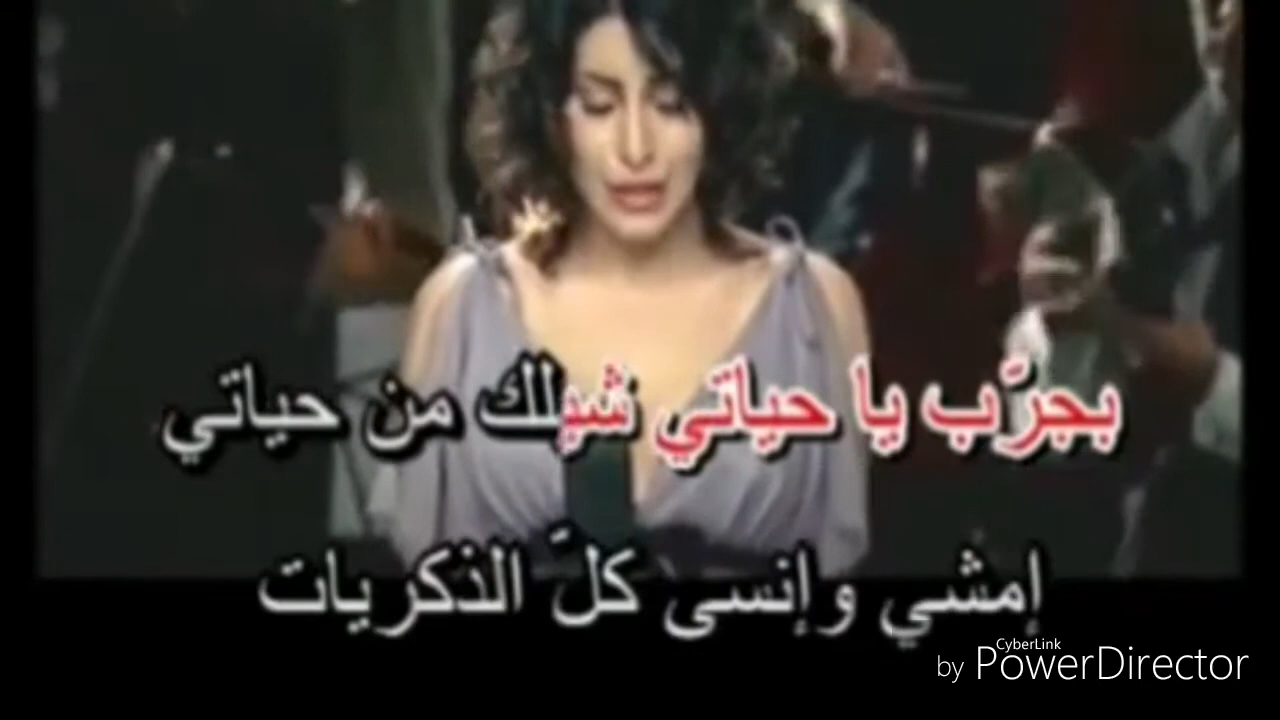 بجرّب يا حياتي شيلك من حياتي
إمشي وإنسى كلّ الذكريات
CyberLink
by PowerDirector